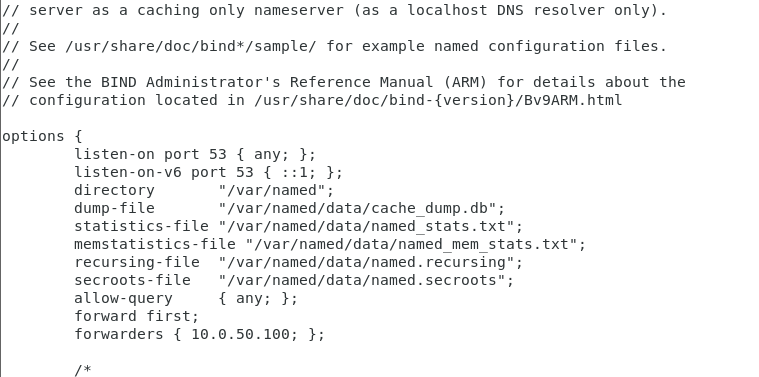 // server as a caching only nameserver (as a localhost DNS resolver only).
//
// See /usr/share/doc/bind*/sample/ for example named configuration files.
//
// See the BIND Administrator's Reference Manual (ARM) for details about the
// configuration located in /usr/share/doc/bind-{version}/Bv9ARM.html

options {
        listen-on port 53 { any; };
        listen-on-v6 port 53 { ::1; };
        directory       "/var/named";
        dump-file       "/var/named/data/cache_dump.db";
        statistics-file "/var/named/data/named_stats.txt";
        memstatistics-file "/var/named/data/named_mem_stats.txt";
        recursing-file  "/var/named/data/named.recursing";
        secroots-file   "/var/named/data/named.secroots";
        allow-query     { any; };
        forward first;
        forwarders { 10.0.50.100; };

        /*